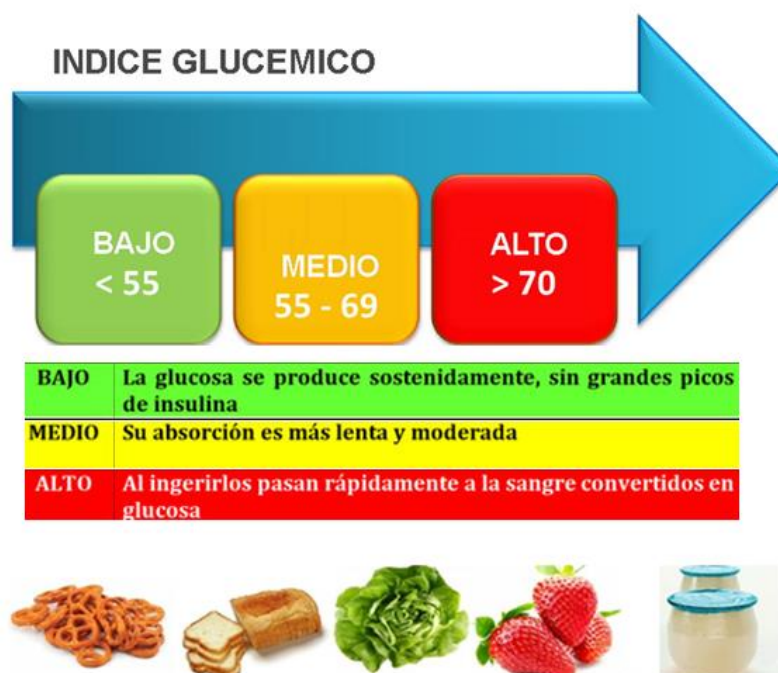 INDICE GLUCEMICO
BAJO
< 55
MEDIO
55 - 69
ALTO
> 70
BAJO La glucosa se produce sostenidamente, sin grandes picos
de insulina
MEDIO Su absorción es más lenta y moderada
ALTO Al ingerirlos pasan rápidamente a la sangre convertidos en
glucosa